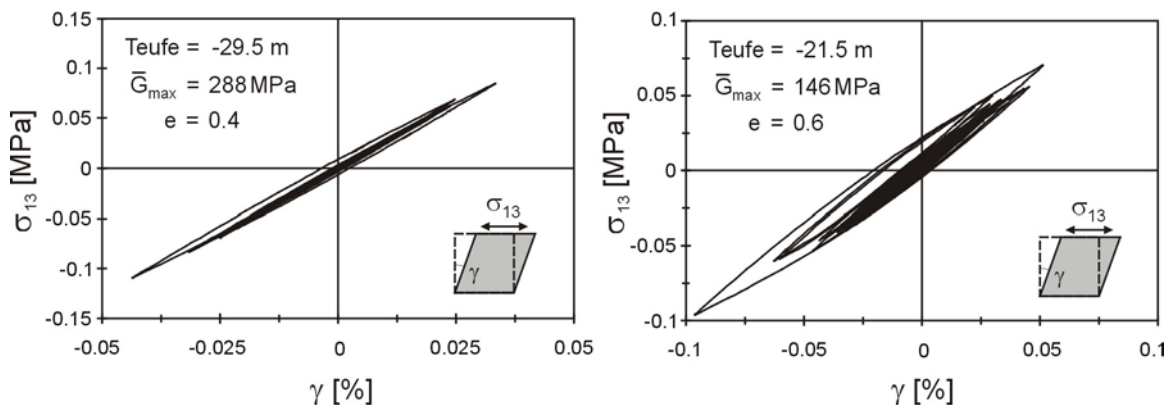 0.15
0.1
0.05
0
-0.05
-0.1
-0.15
σ13 [MPa]
Teufe = -29.5 m
G̅max = 288 MPa
e = 0.4
σ13
γ
-0.05
-0.025
0
0.025
0.05
γ [%]
0.1
0.05
0
-0.05
-0.1
σ13 [MPa]
Teufe = -21.5 m
G̅max = 146 MPa
e = 0.6
σ13
γ
-0.1
-0.05
0
0.05
0.1
γ [%]